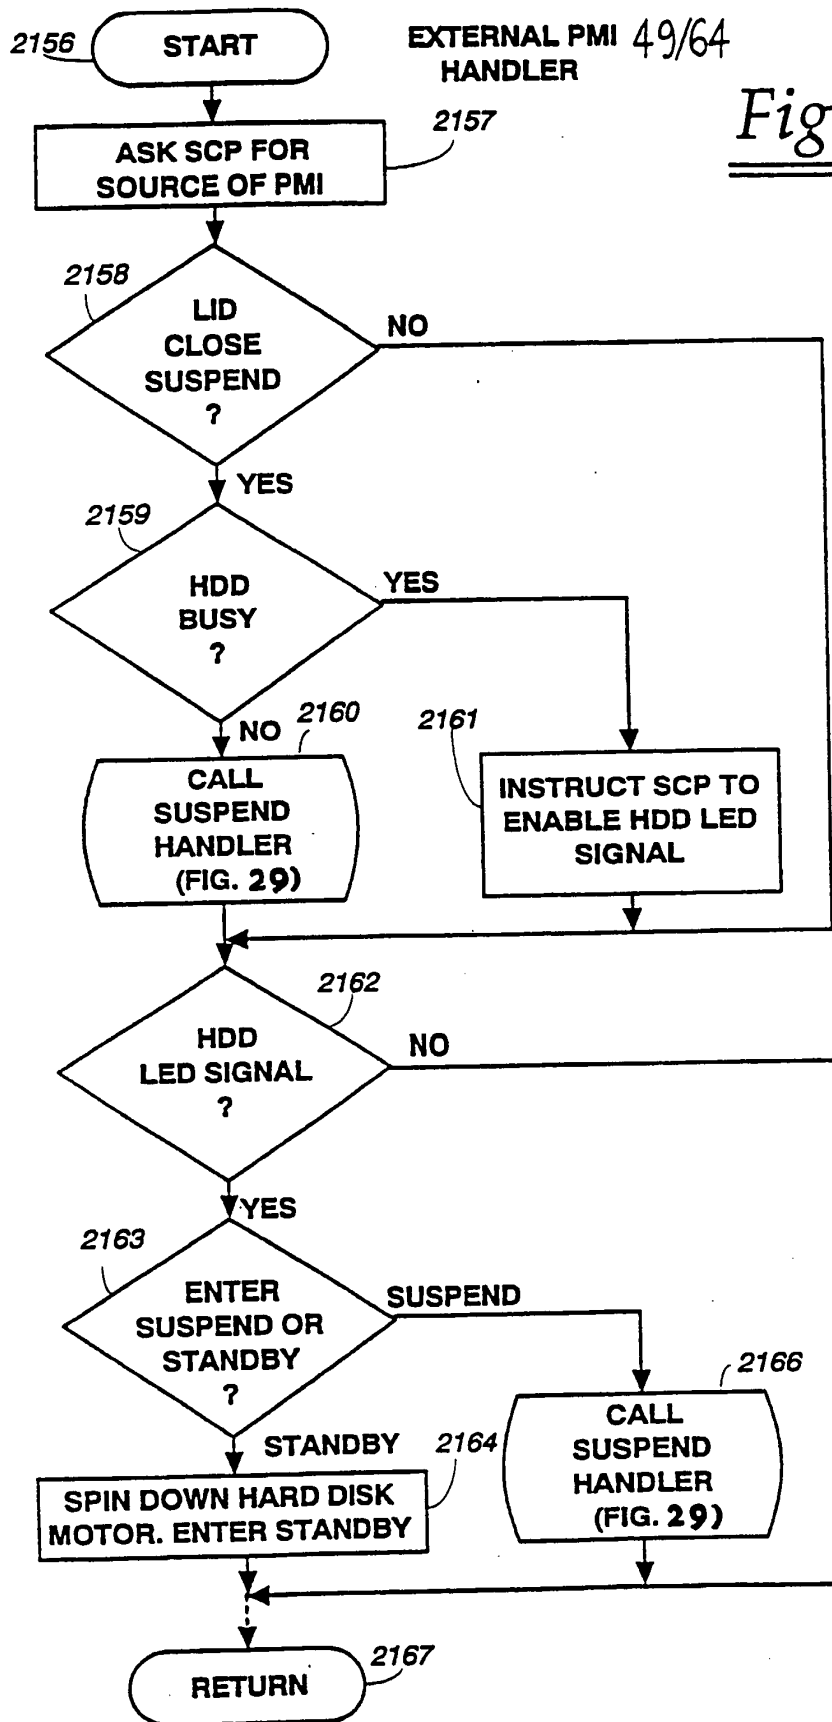 2156
START
EXTERNAL PMI 49/64
HANDLER
Fig
2157
ASK SCP FOR
SOURCE OF PMI
2158
LID
CLOSE
SUSPEND
?
NO
YES
2159
HDD
BUSY
?
YES
NO
2160
CALL
SUSPEND
HANDLER
(FIG. 29)
2161
INSTRUCT SCP TO
ENABLE HDD LED
SIGNAL
2162
HDD
LED SIGNAL
?
NO
YES
2163
ENTER
SUSPEND OR
STANDBY
?
SUSPEND
2166
CALL
SUSPEND
HANDLER
(FIG. 29)
STANDBY
2164
SPIN DOWN HARD DISK
MOTOR. ENTER STANDBY
RETURN
2167